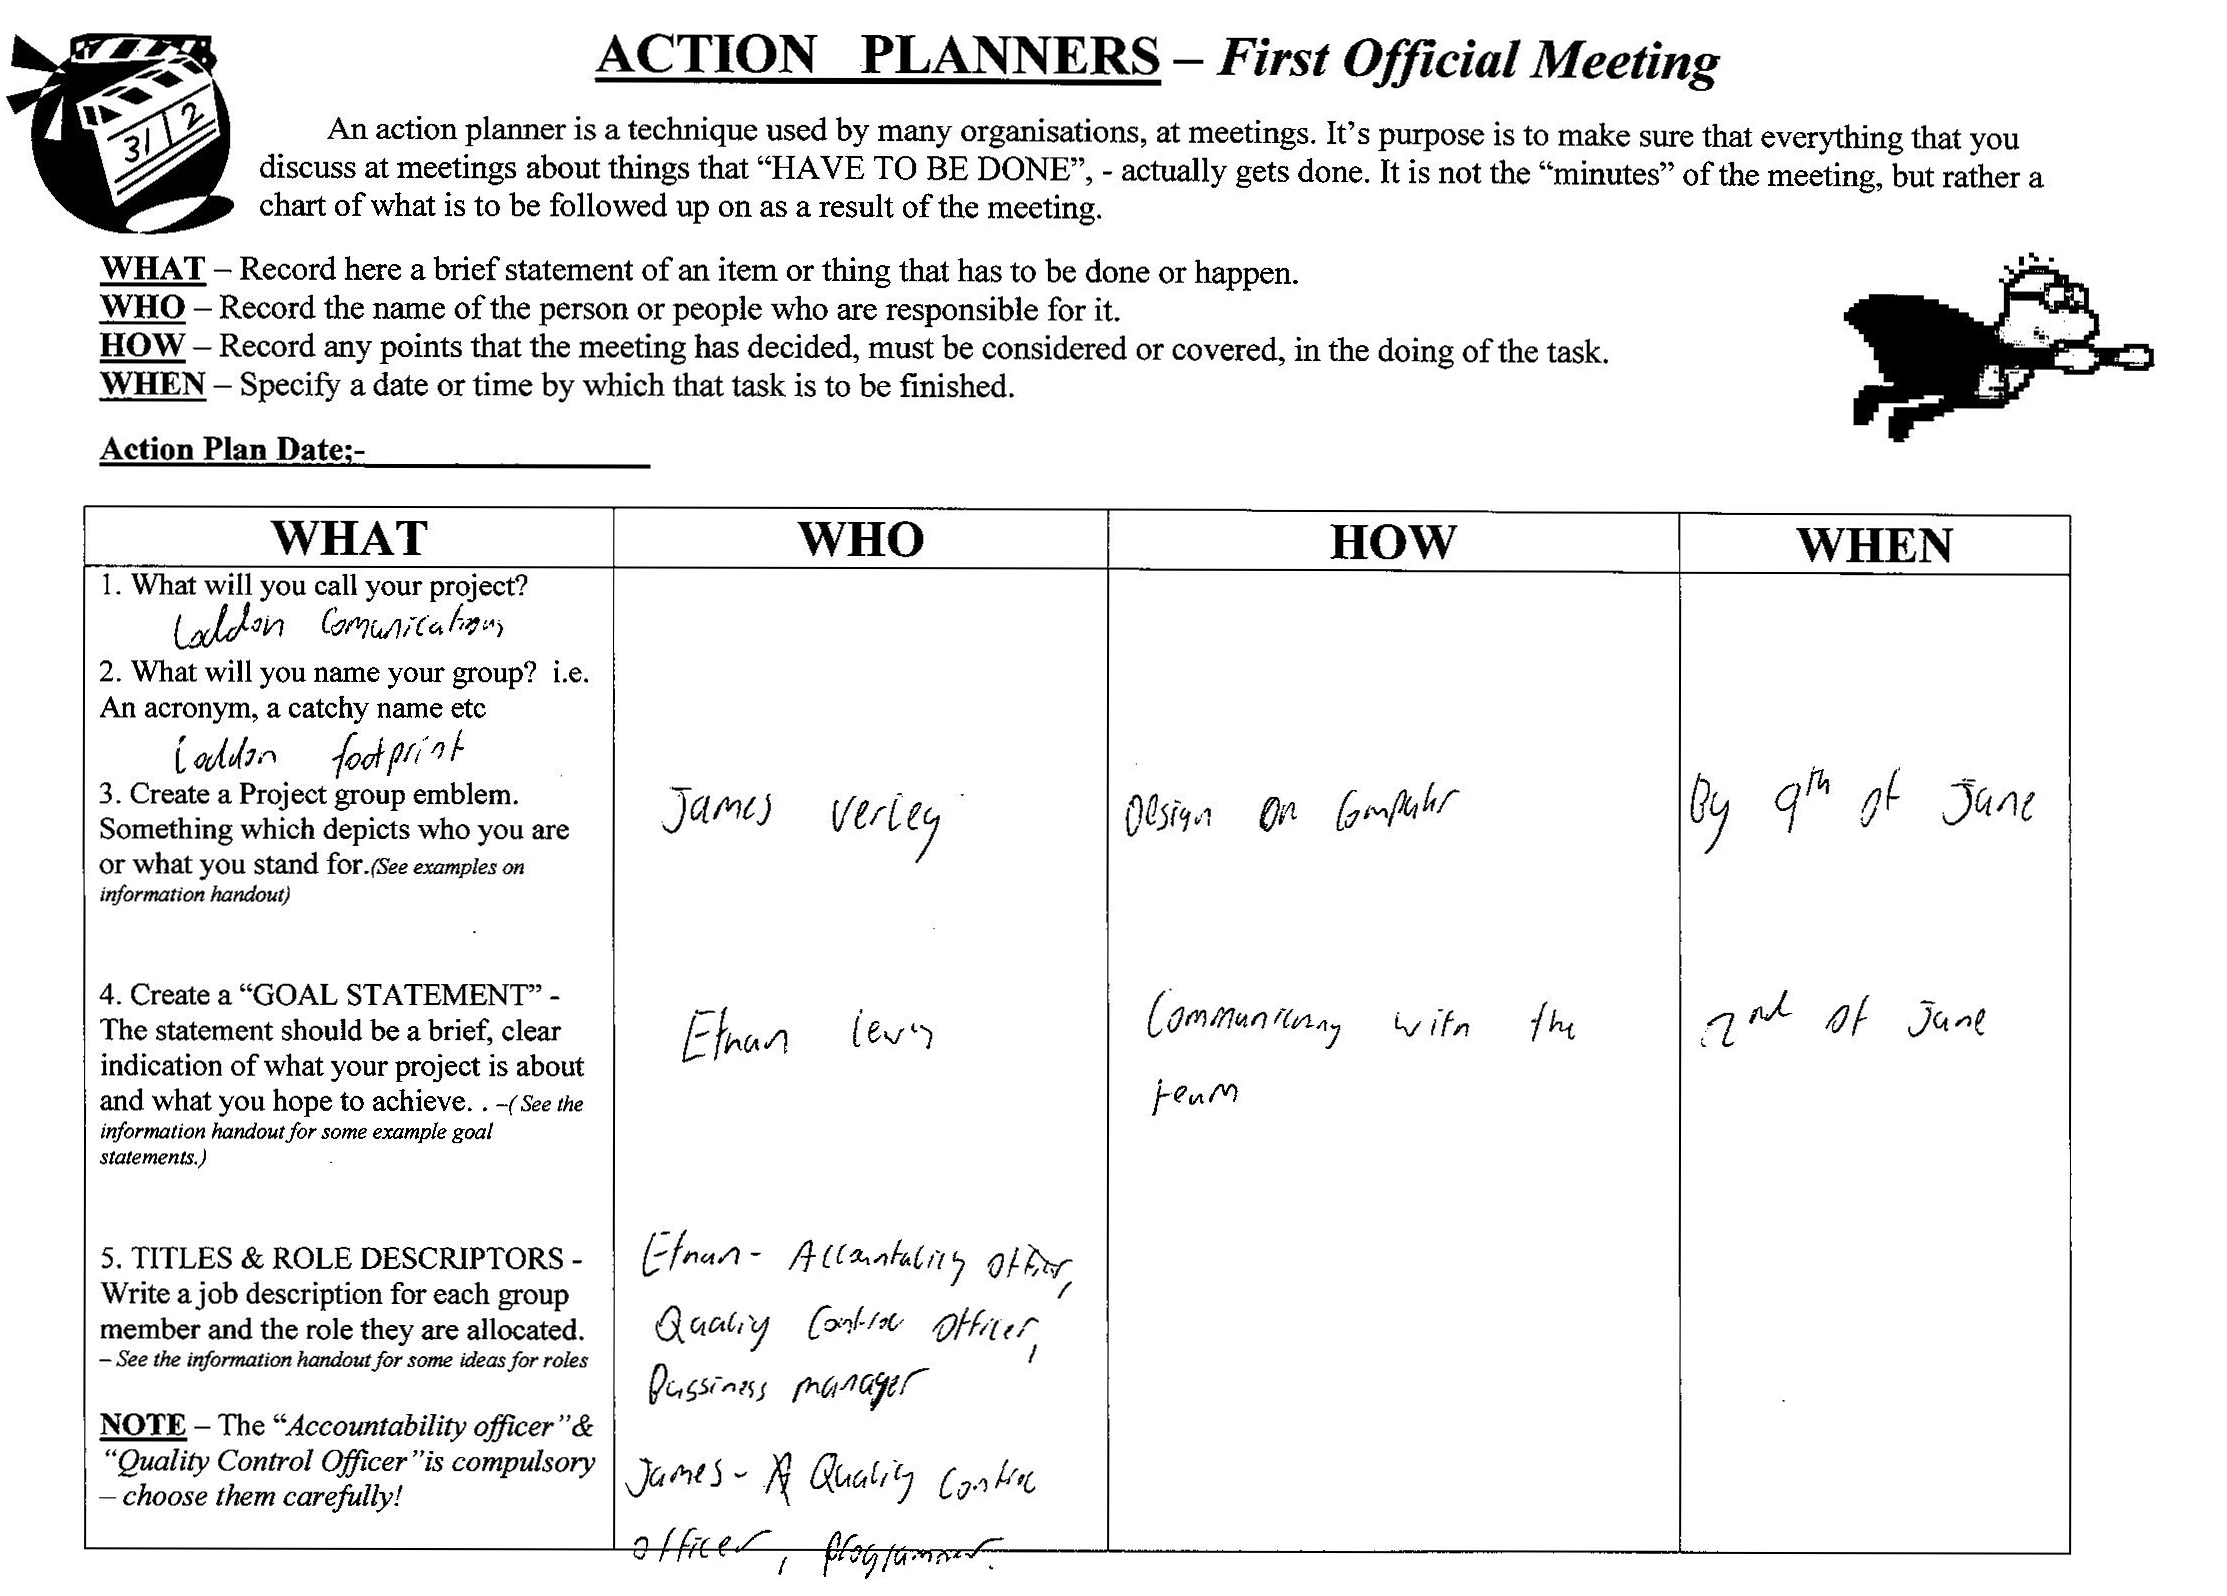 ACTION PLANNERS – First Official Meeting
31 2
An action planner is a technique used by many organisations, at meetings. It's purpose is to make sure that everything that you
discuss at meetings about things that “HAVE TO BE DONE”, - actually gets done. It is not the “minutes” of the meeting, but rather a
chart of what is to be followed up on as a result of the meeting.
WHAT – Record here a brief statement of an item or thing that has to be done or happen.
WHO – Record the name of the person or people who are responsible for it.
HOW – Record any points that the meeting has decided, must be considered or covered, in the doing of the task.
WHEN – Specify a date or time by which that task is to be finished.
Action Plan Date;-
WHAT WHO HOW WHEN
1. What will you call your project?
Loddon Comunications
2. What will you name your group? i.e.
An acronym, a catchy name etc
Loddon footprint
3. Create a Project group emblem.
Something which depicts who you are
or what you stand for.(See examples on
information handout)
James Verley
Design on Computer
By 9th of June
4. Create a “GOAL STATEMENT” -
The statement should be a brief, clear
indication of what your project is about
and what you hope to achieve. . –( See the
information handout for some example goal
statements.)
Ethan
with the
team
2nd of June
5. TITLES & ROLE DESCRIPTORS -
Write a job description for each group
member and the role they are allocated.
– See the information handout for some ideas for roles
NOTE – The “Accountability officer”&
“Quality Control Officer”is compulsory
– choose them carefully!
Ethan - Accountability officer,
Quality Control officer,
Bussiness manager
James - Quality Control
officer, programmer.